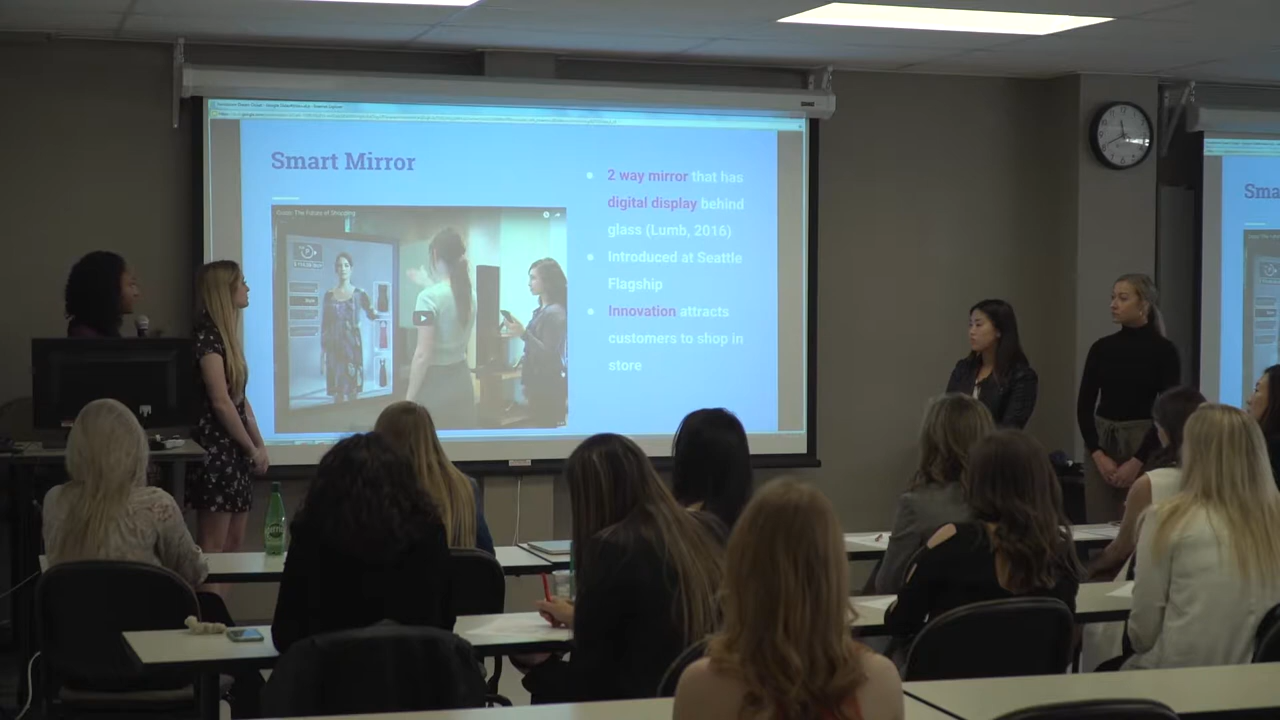 Smart Mirror
2 way mirror that has
digital display behind
glass (Lumb, 2016)
Introduced at Seattle
Flagship
Innovation attracts
customers to shop in
store
Sma